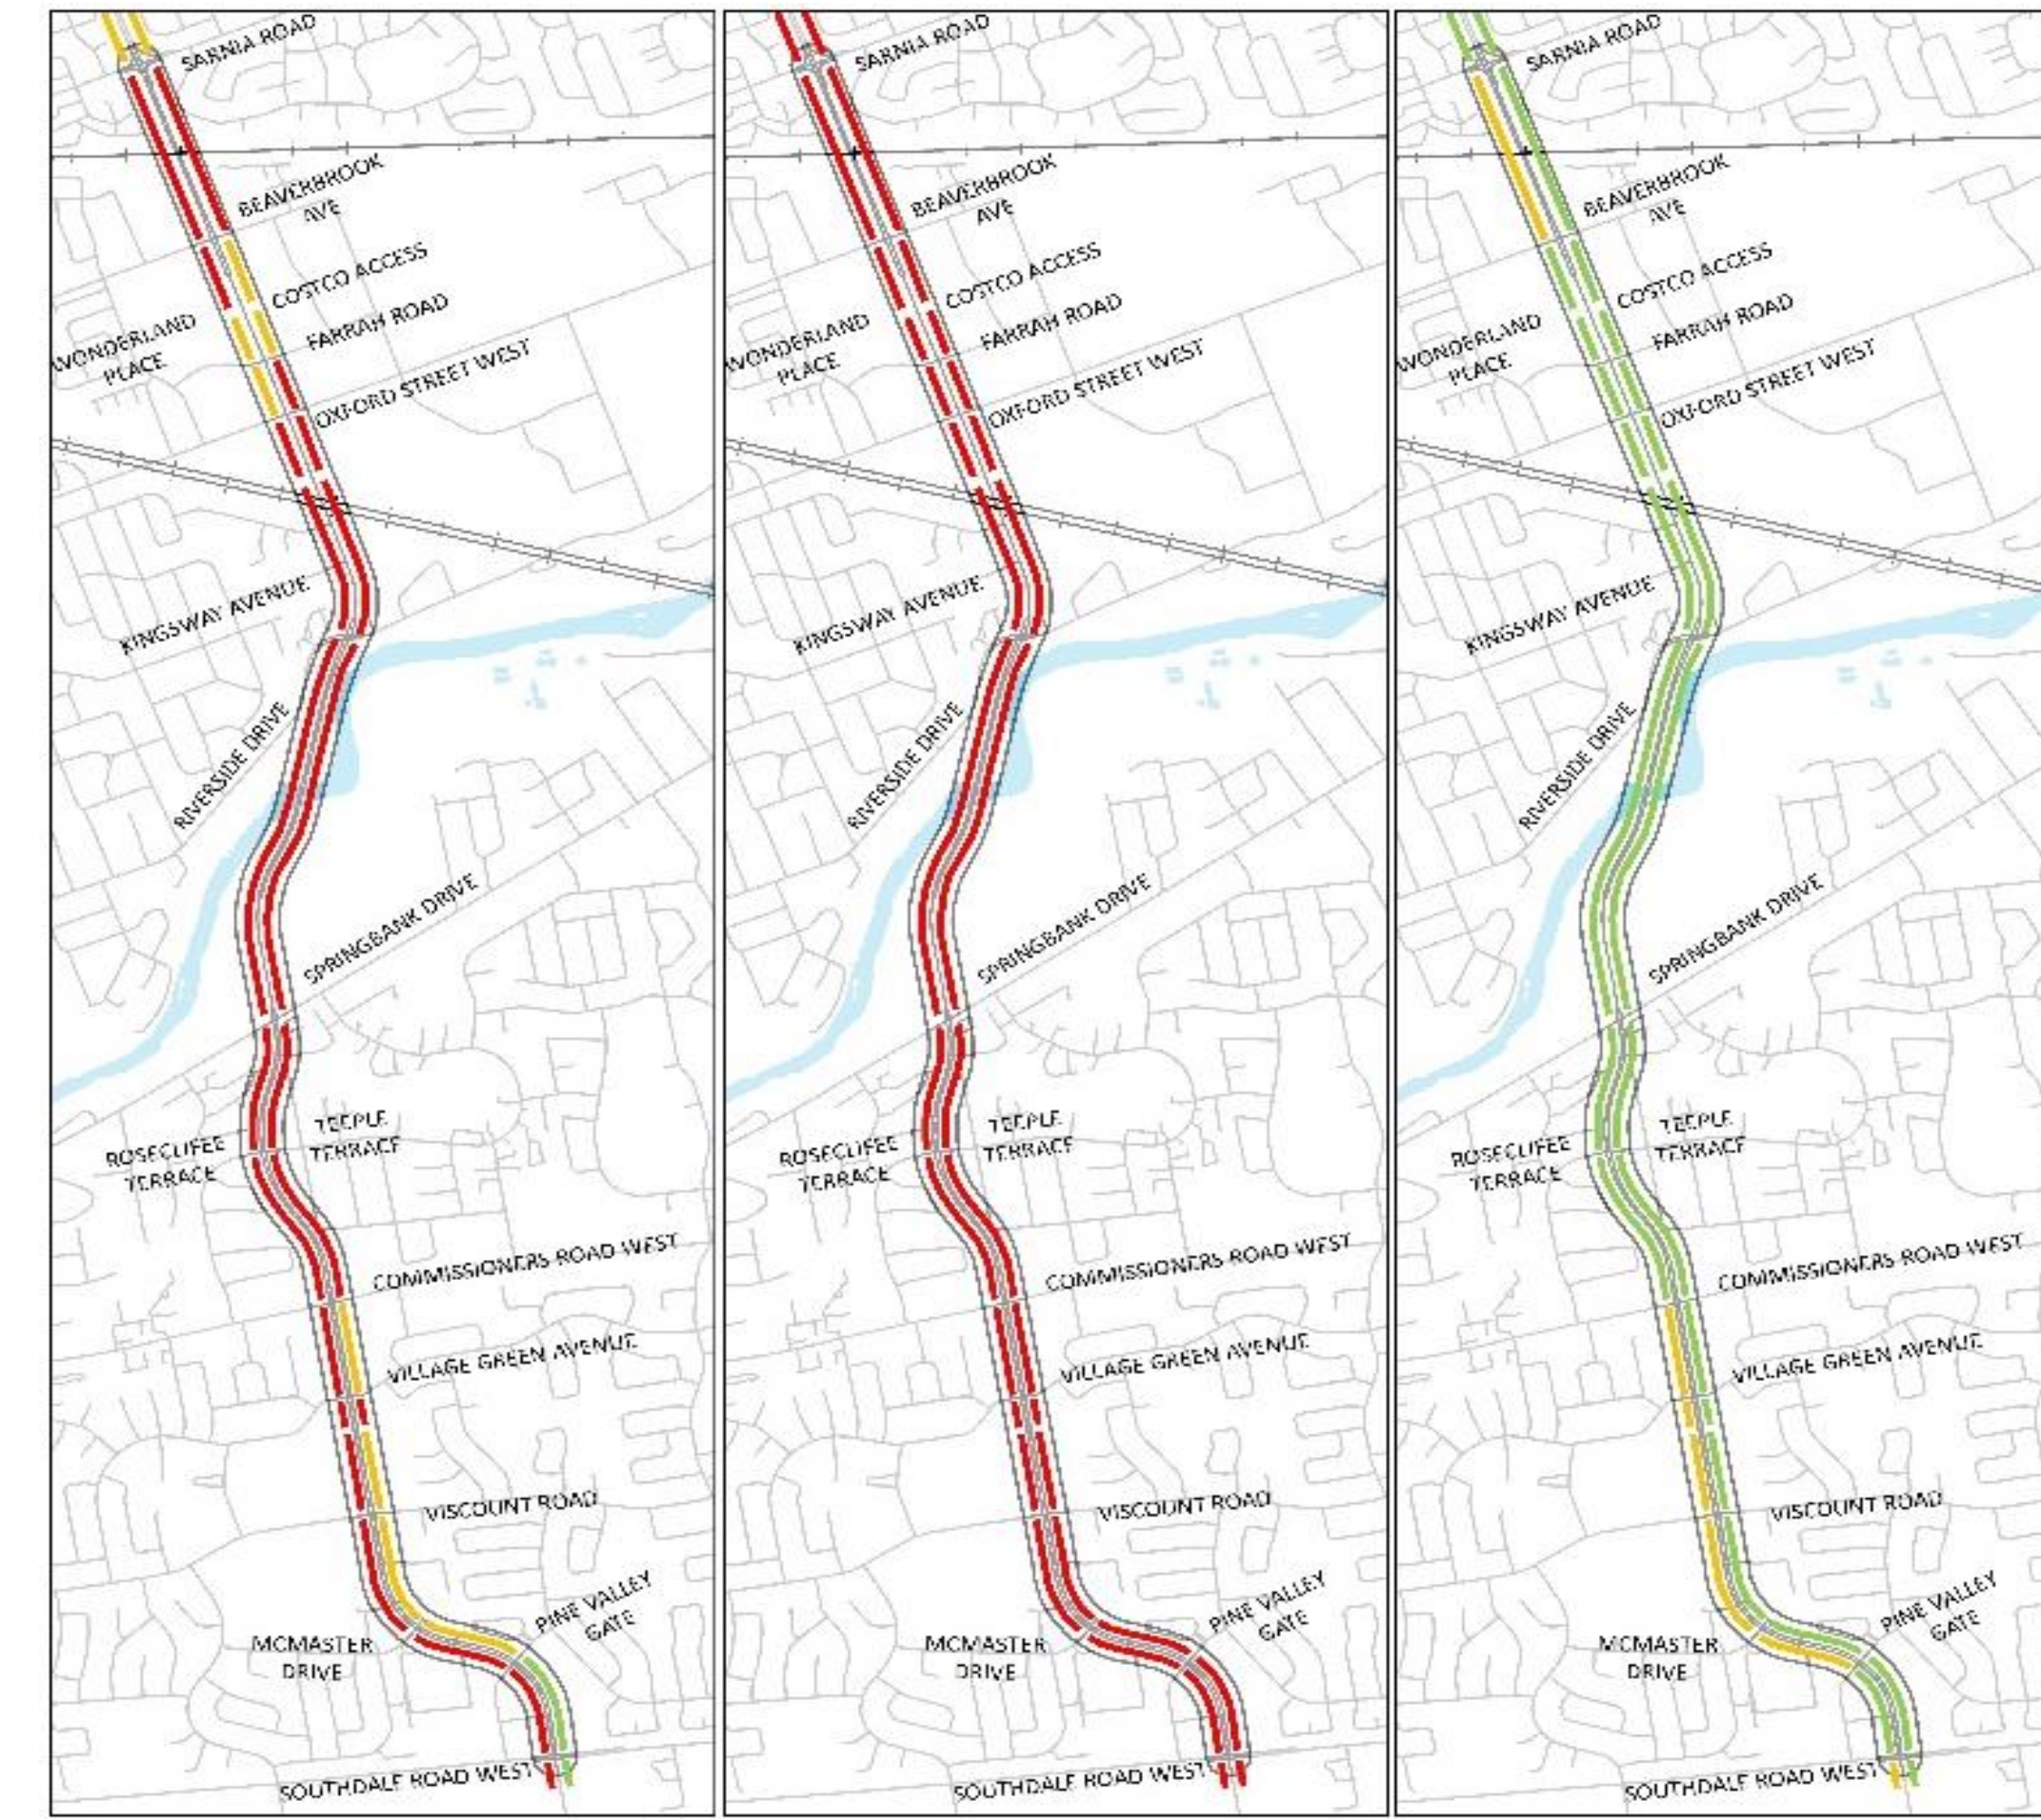 SARNIA ROAD
BEAVERBROOK
AVE
COSTCO ACCESS
FARRAH ROAD
WONDERLAND
PLACE
OXFORD STREET WEST
KINGSWAY AVENUE
RIVERSIDE DRIVE
SPRINGBANK DRIVE
TEEPLE
TERRACE
ROSECLIFFE
TERRACE
COMMISSIONERS ROAD WEST
VILLAGE GREEN AVENUE
VISCOUNT ROAD
PINE VALLEY
GATE
MCMASTER
DRIVE
SOUTHDALE ROAD WEST
SARNIA ROAD
BEAVERBROOK
AVE
COSTCO ACCESS
FARRAH ROAD
WONDERLAND
PLACE
OXFORD STREET WEST
KINGSWAY AVENUE
RIVERSIDE DRIVE
SPRINGBANK DRIVE
TEEPLE
TERRACE
ROSECLIFFE
TERRACE
COMMISSIONERS ROAD WEST
VILLAGE GREEN AVENUE
VISCOUNT ROAD
PINE VALLEY
GATE
MCMASTER
DRIVE
SOUTHDALE ROAD WEST
SARNIA ROAD
BEAVERBROOK
AVE
COSTCO ACCESS
FARRAH ROAD
WONDERLAND
PLACE
OXFORD STREET WEST
KINGSWAY AVENUE
RIVERSIDE DRIVE
SPRINGBANK DRIVE
TEEPLE
TERRACE
ROSECLIFFE
TERRACE
COMMISSIONERS ROAD WEST
VILLAGE GREEN AVENUE
VISCOUNT ROAD
PINE VALLEY
GATE
MCMASTER
DRIVE
SOUTHDALE ROAD WEST